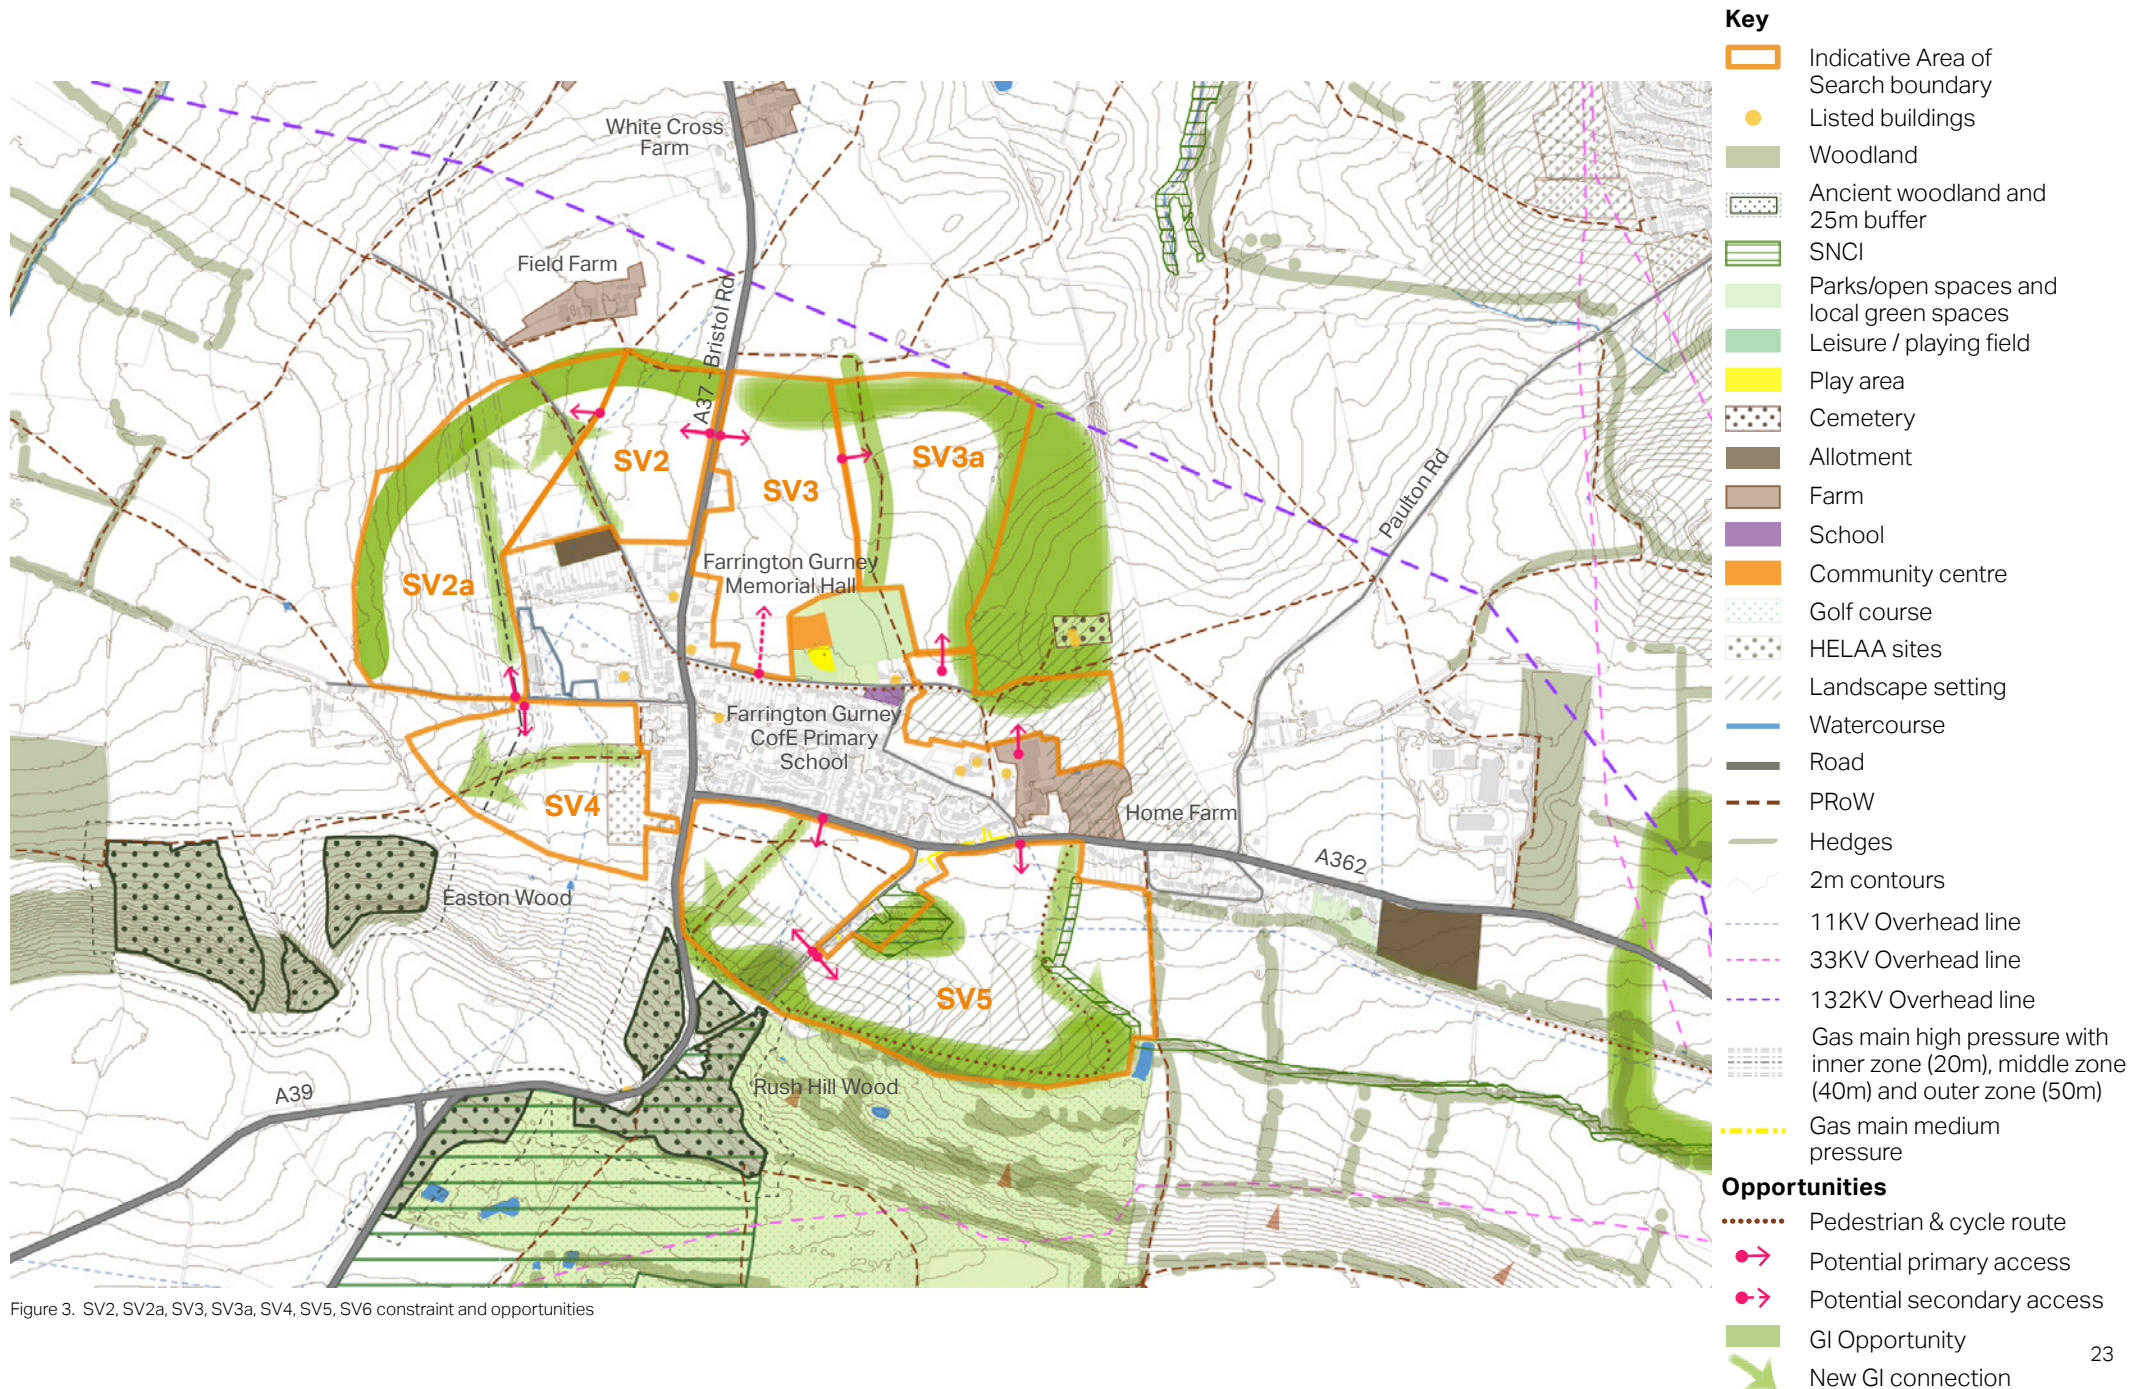 Key
Indicative Area of
Search boundary
Listed buildings
Woodland
Ancient woodland and
25m buffer
SNCI
Parks/open spaces and
local green spaces
Leisure / playing field
Play area
Cemetery
Allotment
Farm
School
Community centre
Golf course
HELAA sites
Landscape setting
Watercourse
Road
PRoW
Hedges
2m contours
11KV Overhead line
33KV Overhead line
132KV Overhead line
Gas main high pressure with
inner zone (20m), middle zone
(40m) and outer zone (50m)
Gas main medium
pressure
Opportunities
Pedestrian & cycle route
Potential primary access
Potential secondary access
GI Opportunity
New GI connection
White Cross
Farm
Field Farm
A37 - Bristol Rd
SV2
SV3
SV3a
SV2a
Paulton Rd
Farrington Gurney
Memorial Hall
Farrington Gurney
CofE Primary
School
SV4
Home Farm
A362
Easton Wood
SV5
Rush Hill Wood
A39
Figure 3. SV2, SV2a, SV3, SV3a, SV4, SV5, SV6 constraint and opportunities
23